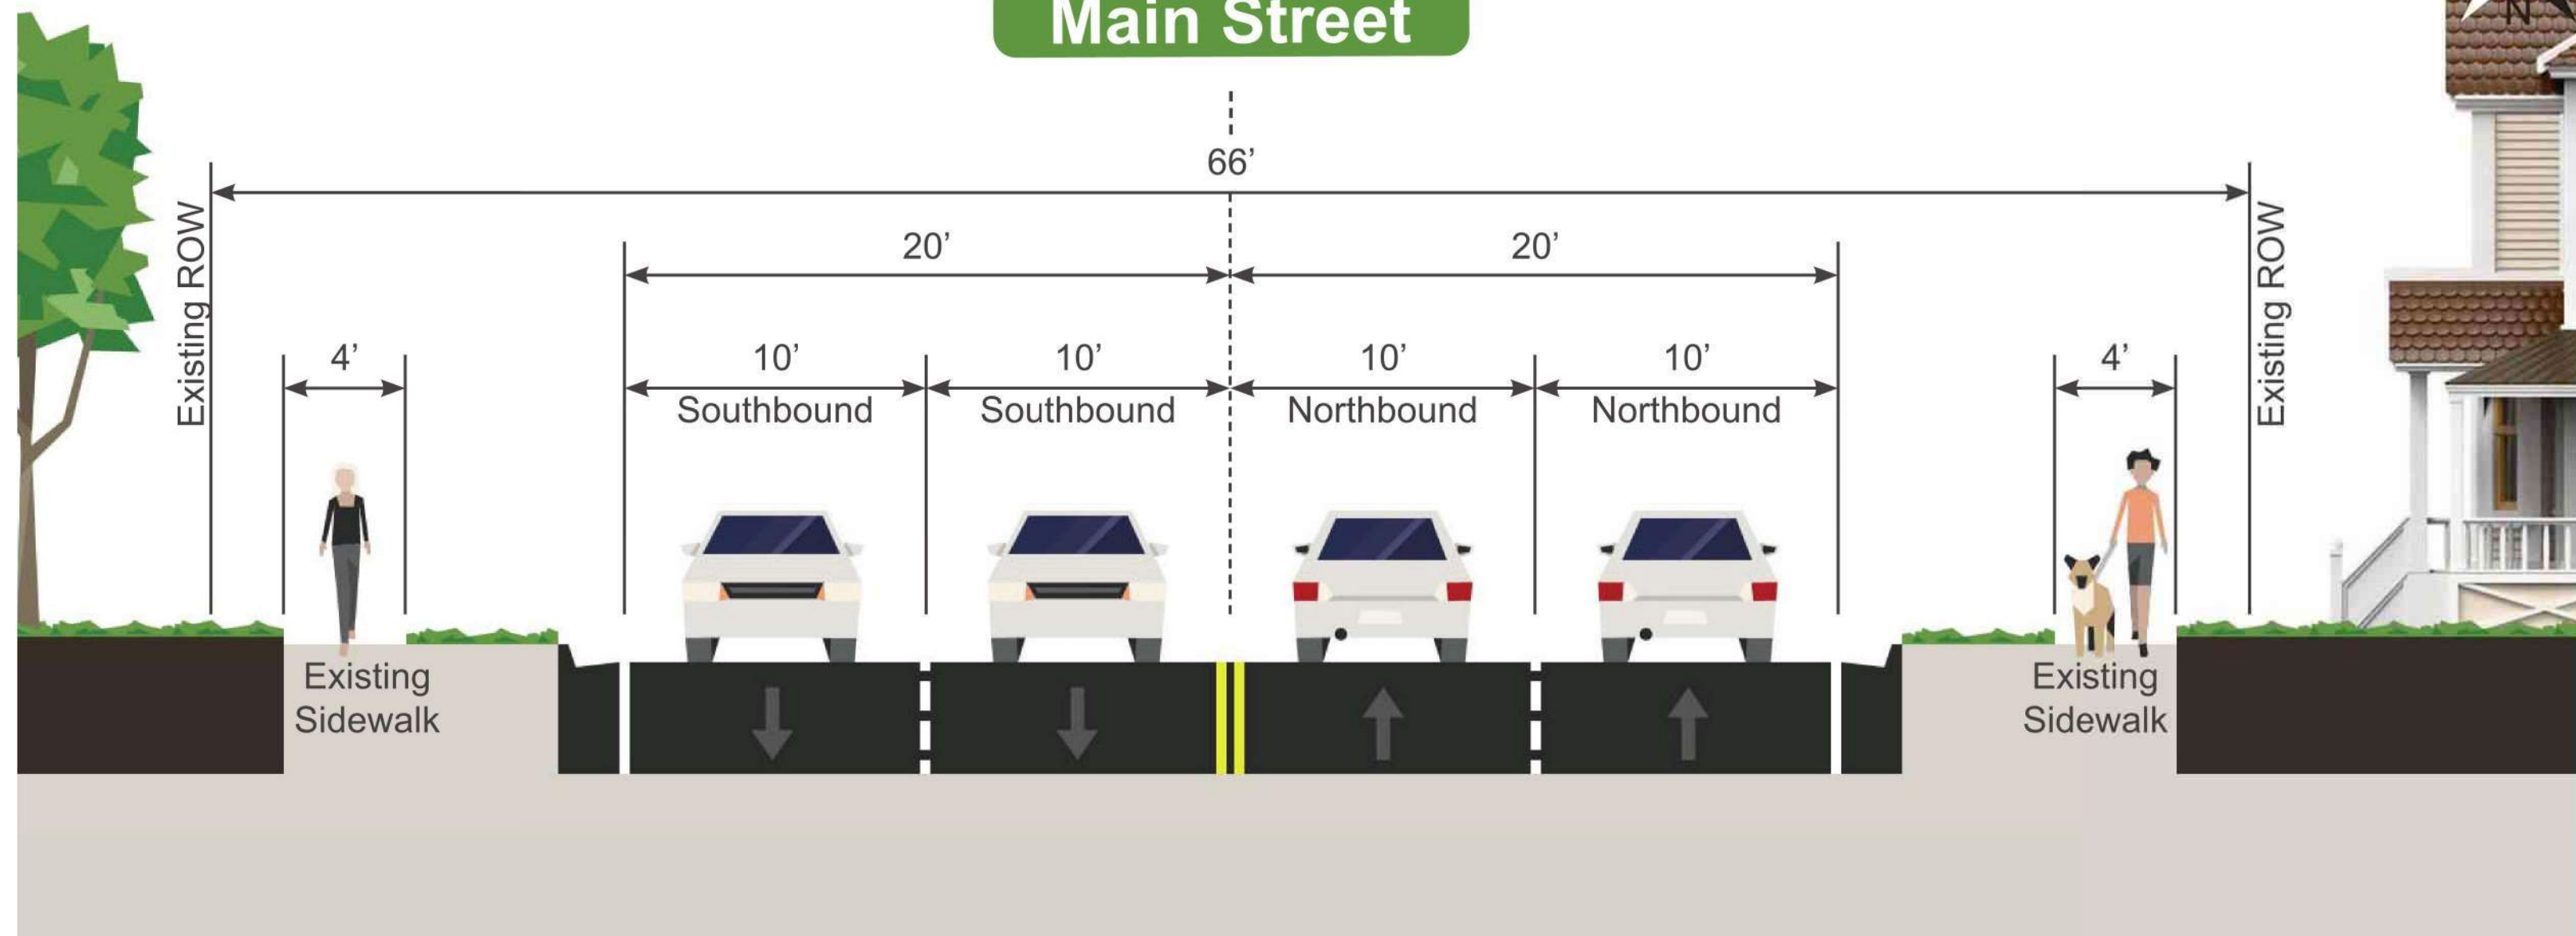 Main Street
N
66’
Existing ROW
20’
20’
Existing ROW
4’
10’
10’
10’
10’
4’
Southbound
Southbound
Northbound
Northbound
Existing
Sidewalk
Existing
Sidewalk